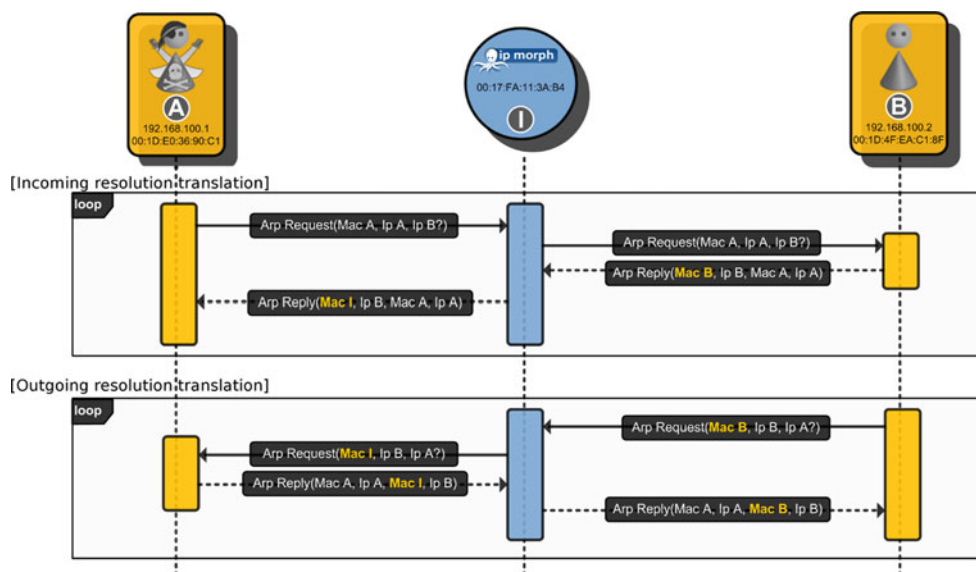 A
192.168.100.1
00:1D:E0:36:90:C1
ip morph
00:17:FA:11:3A:B4
I
B
192.168.100.2
00:1D:4F:EA:C1:8F
[Incoming resolution translation]
loop
Arp Request(Mac A, Ip A, Ip B?)
Arp Request(Mac A, Ip A, Ip B?)
Arp Reply(Mac B, Ip B, Mac A, Ip A)
Arp Reply(Mac I, Ip B, Mac A, Ip A)
[Outgoing resolution translation]
loop
Arp Request(Mac B, Ip B, Ip A?)
Arp Request(Mac I, Ip B, Ip A?)
Arp Reply(Mac A, Ip A, Mac I, Ip B)
Arp Reply(Mac A, Ip A, Mac B, Ip B)